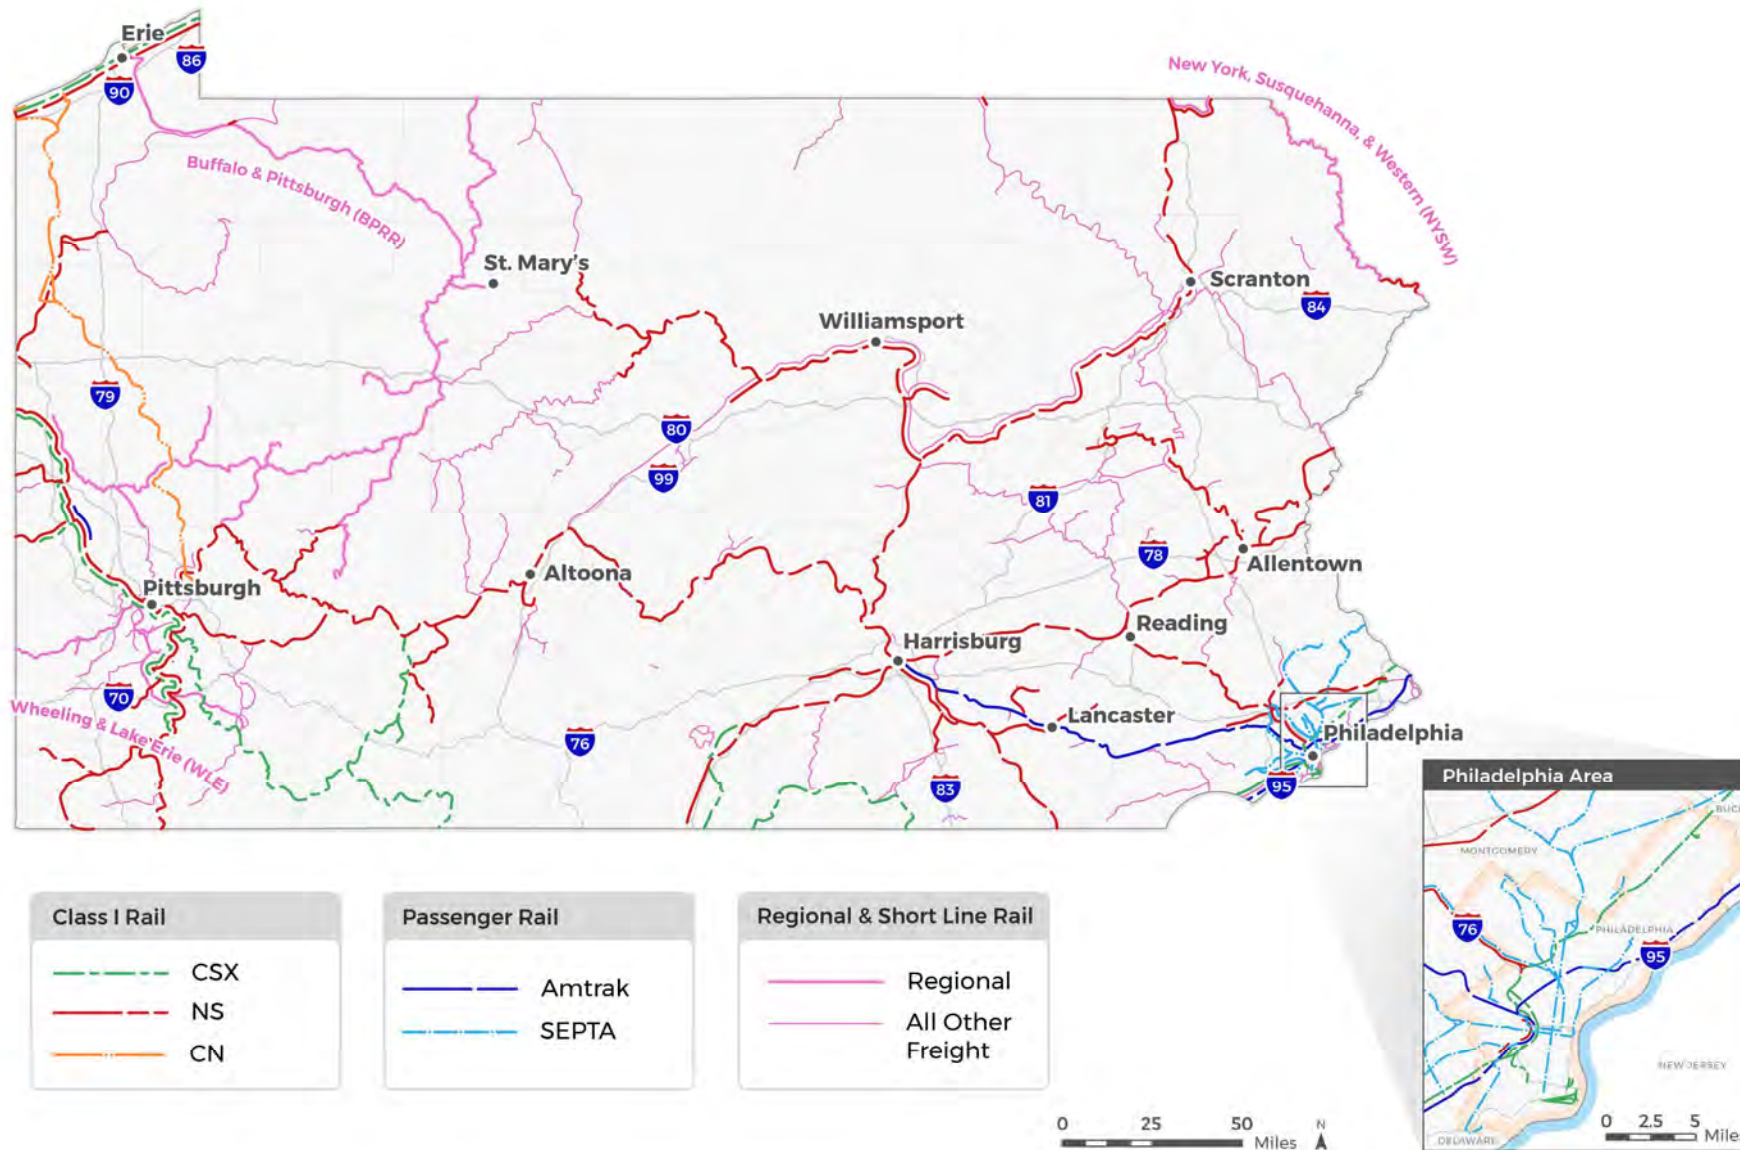 Erie
86
90
New York, Susquehanna, & Western (NYSW)
Buffalo & Pittsburgh (BPRR)
St. Mary's
Scranton
84
Williamsport
79
80
99
81
78
Allentown
Altoona
Pittsburgh
Reading
Harrisburg
70
Wheeling & Lake Erie (WLE)
Lancaster
76
Philadelphia
83
95
Philadelphia Area
BUC
MONTGOMERY
76
PHILADELPHIA
95
NEW JERSEY
DELAWARE
0 2.5 5 Miles
Class I Rail
CSX
NS
CN
Passenger Rail
Amtrak
SEPTA
Regional & Short Line Rail
Regional
All Other
Freight
0 25 50 Miles
N